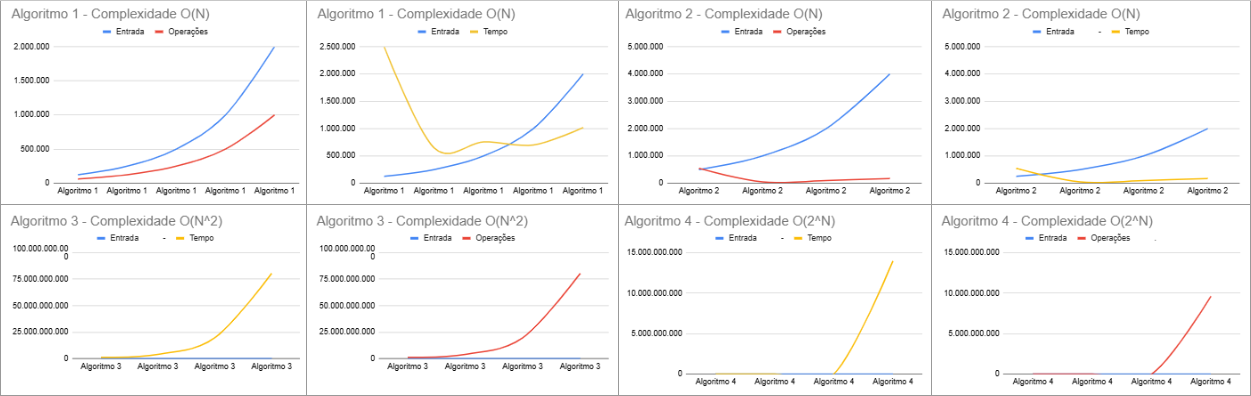 Algoritmo 1 - Complexidade O(N)
Entrada Operações
2.000.000
1.500.000
1.000.000
500.000
0
Algoritmo 1 Algoritmo 1 Algoritmo 1 Algoritmo 1 Algoritmo 1
Algoritmo 1 - Complexidade O(N)
Entrada Tempo
2.500.000
2.000.000
1.500.000
1.000.000
500.000
0
Algoritmo 1 Algoritmo 1 Algoritmo 1 Algoritmo 1 Algoritmo 1
Algoritmo 2 - Complexidade O(N)
Entrada Operações
5.000.000
4.000.000
3.000.000
2.000.000
1.000.000
0
Algoritmo 2 Algoritmo 2 Algoritmo 2 Algoritmo 2
Algoritmo 2 - Complexidade O(N)
Entrada - Tempo
5.000.000
4.000.000
3.000.000
2.000.000
1.000.000
0
Algoritmo 2 Algoritmo 2 Algoritmo 2 Algoritmo 2
Algoritmo 3 - Complexidade O(N^2)
Entrada - Tempo
100.000.000.00
0
75.000.000.000
50.000.000.000
25.000.000.000
0
Algoritmo 3 Algoritmo 3 Algoritmo 3 Algoritmo 3
Algoritmo 3 - Complexidade O(N^2)
Entrada Operações
100.000.000.00
0
75.000.000.000
50.000.000.000
25.000.000.000
0
Algoritmo 3 Algoritmo 3 Algoritmo 3 Algoritmo 3
Algoritmo 4 - Complexidade O(2^N)
Entrada - Tempo
15.000.000.000
10.000.000.000
5.000.000.000
0
Algoritmo 4 Algoritmo 4 Algoritmo 4 Algoritmo 4
Algoritmo 4 - Complexidade O(2^N)
Entrada Operações .
15.000.000.000
10.000.000.000
5.000.000.000
0
Algoritmo 4 Algoritmo 4 Algoritmo 4 Algoritmo 4